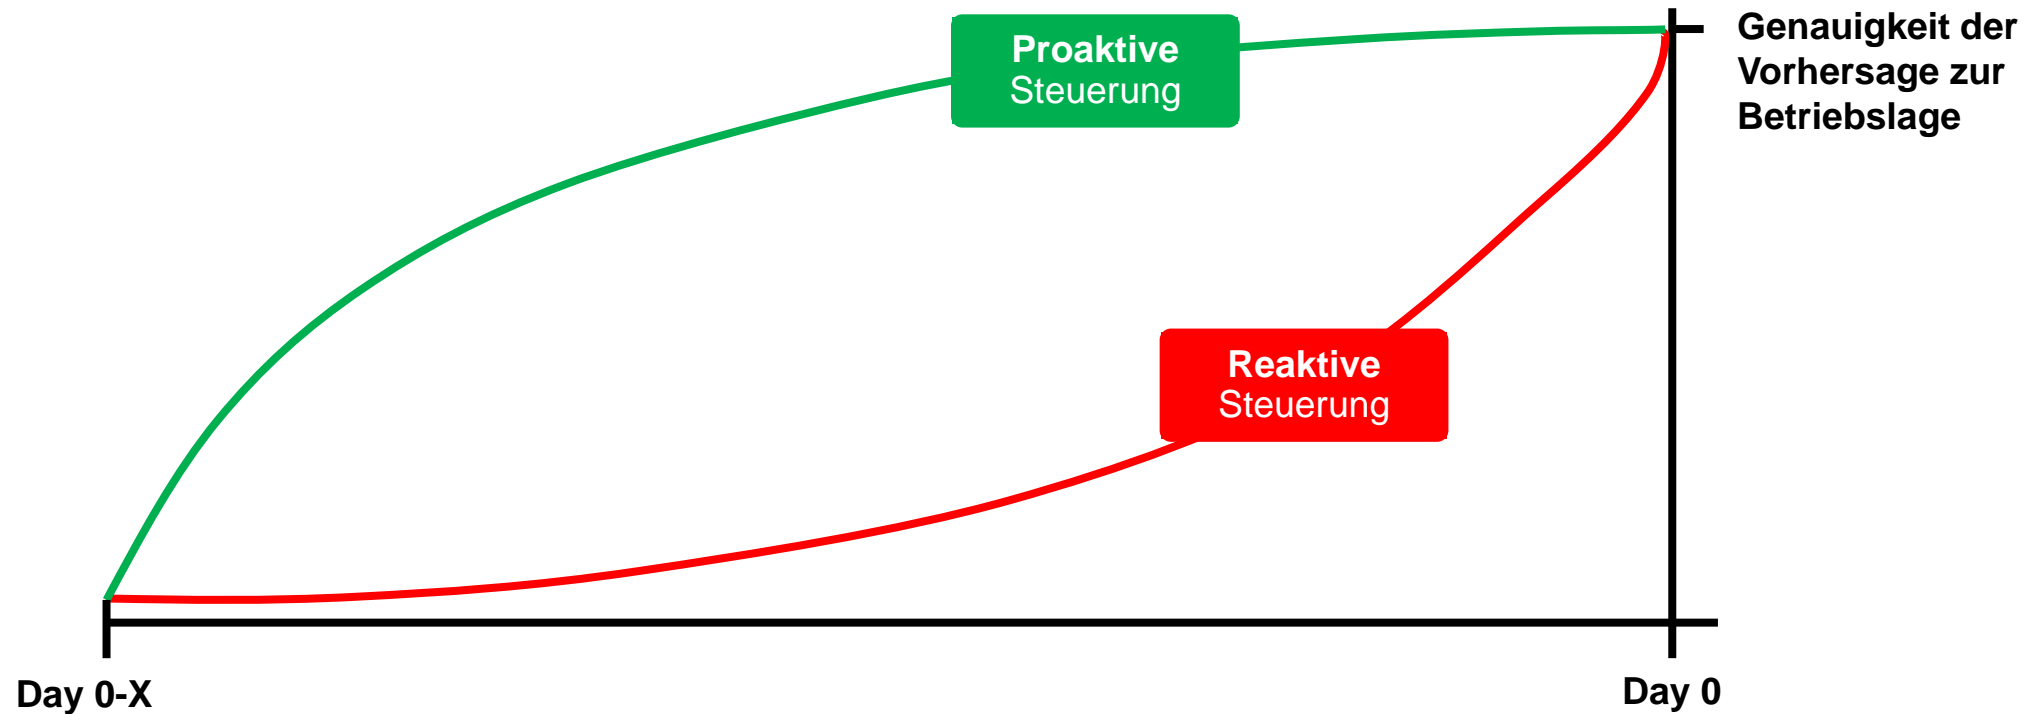 Proaktive
Steuerung
Genauigkeit der
Vorhersage zur
Betriebslage
Reaktive
Steuerung
Day 0-X
Day 0